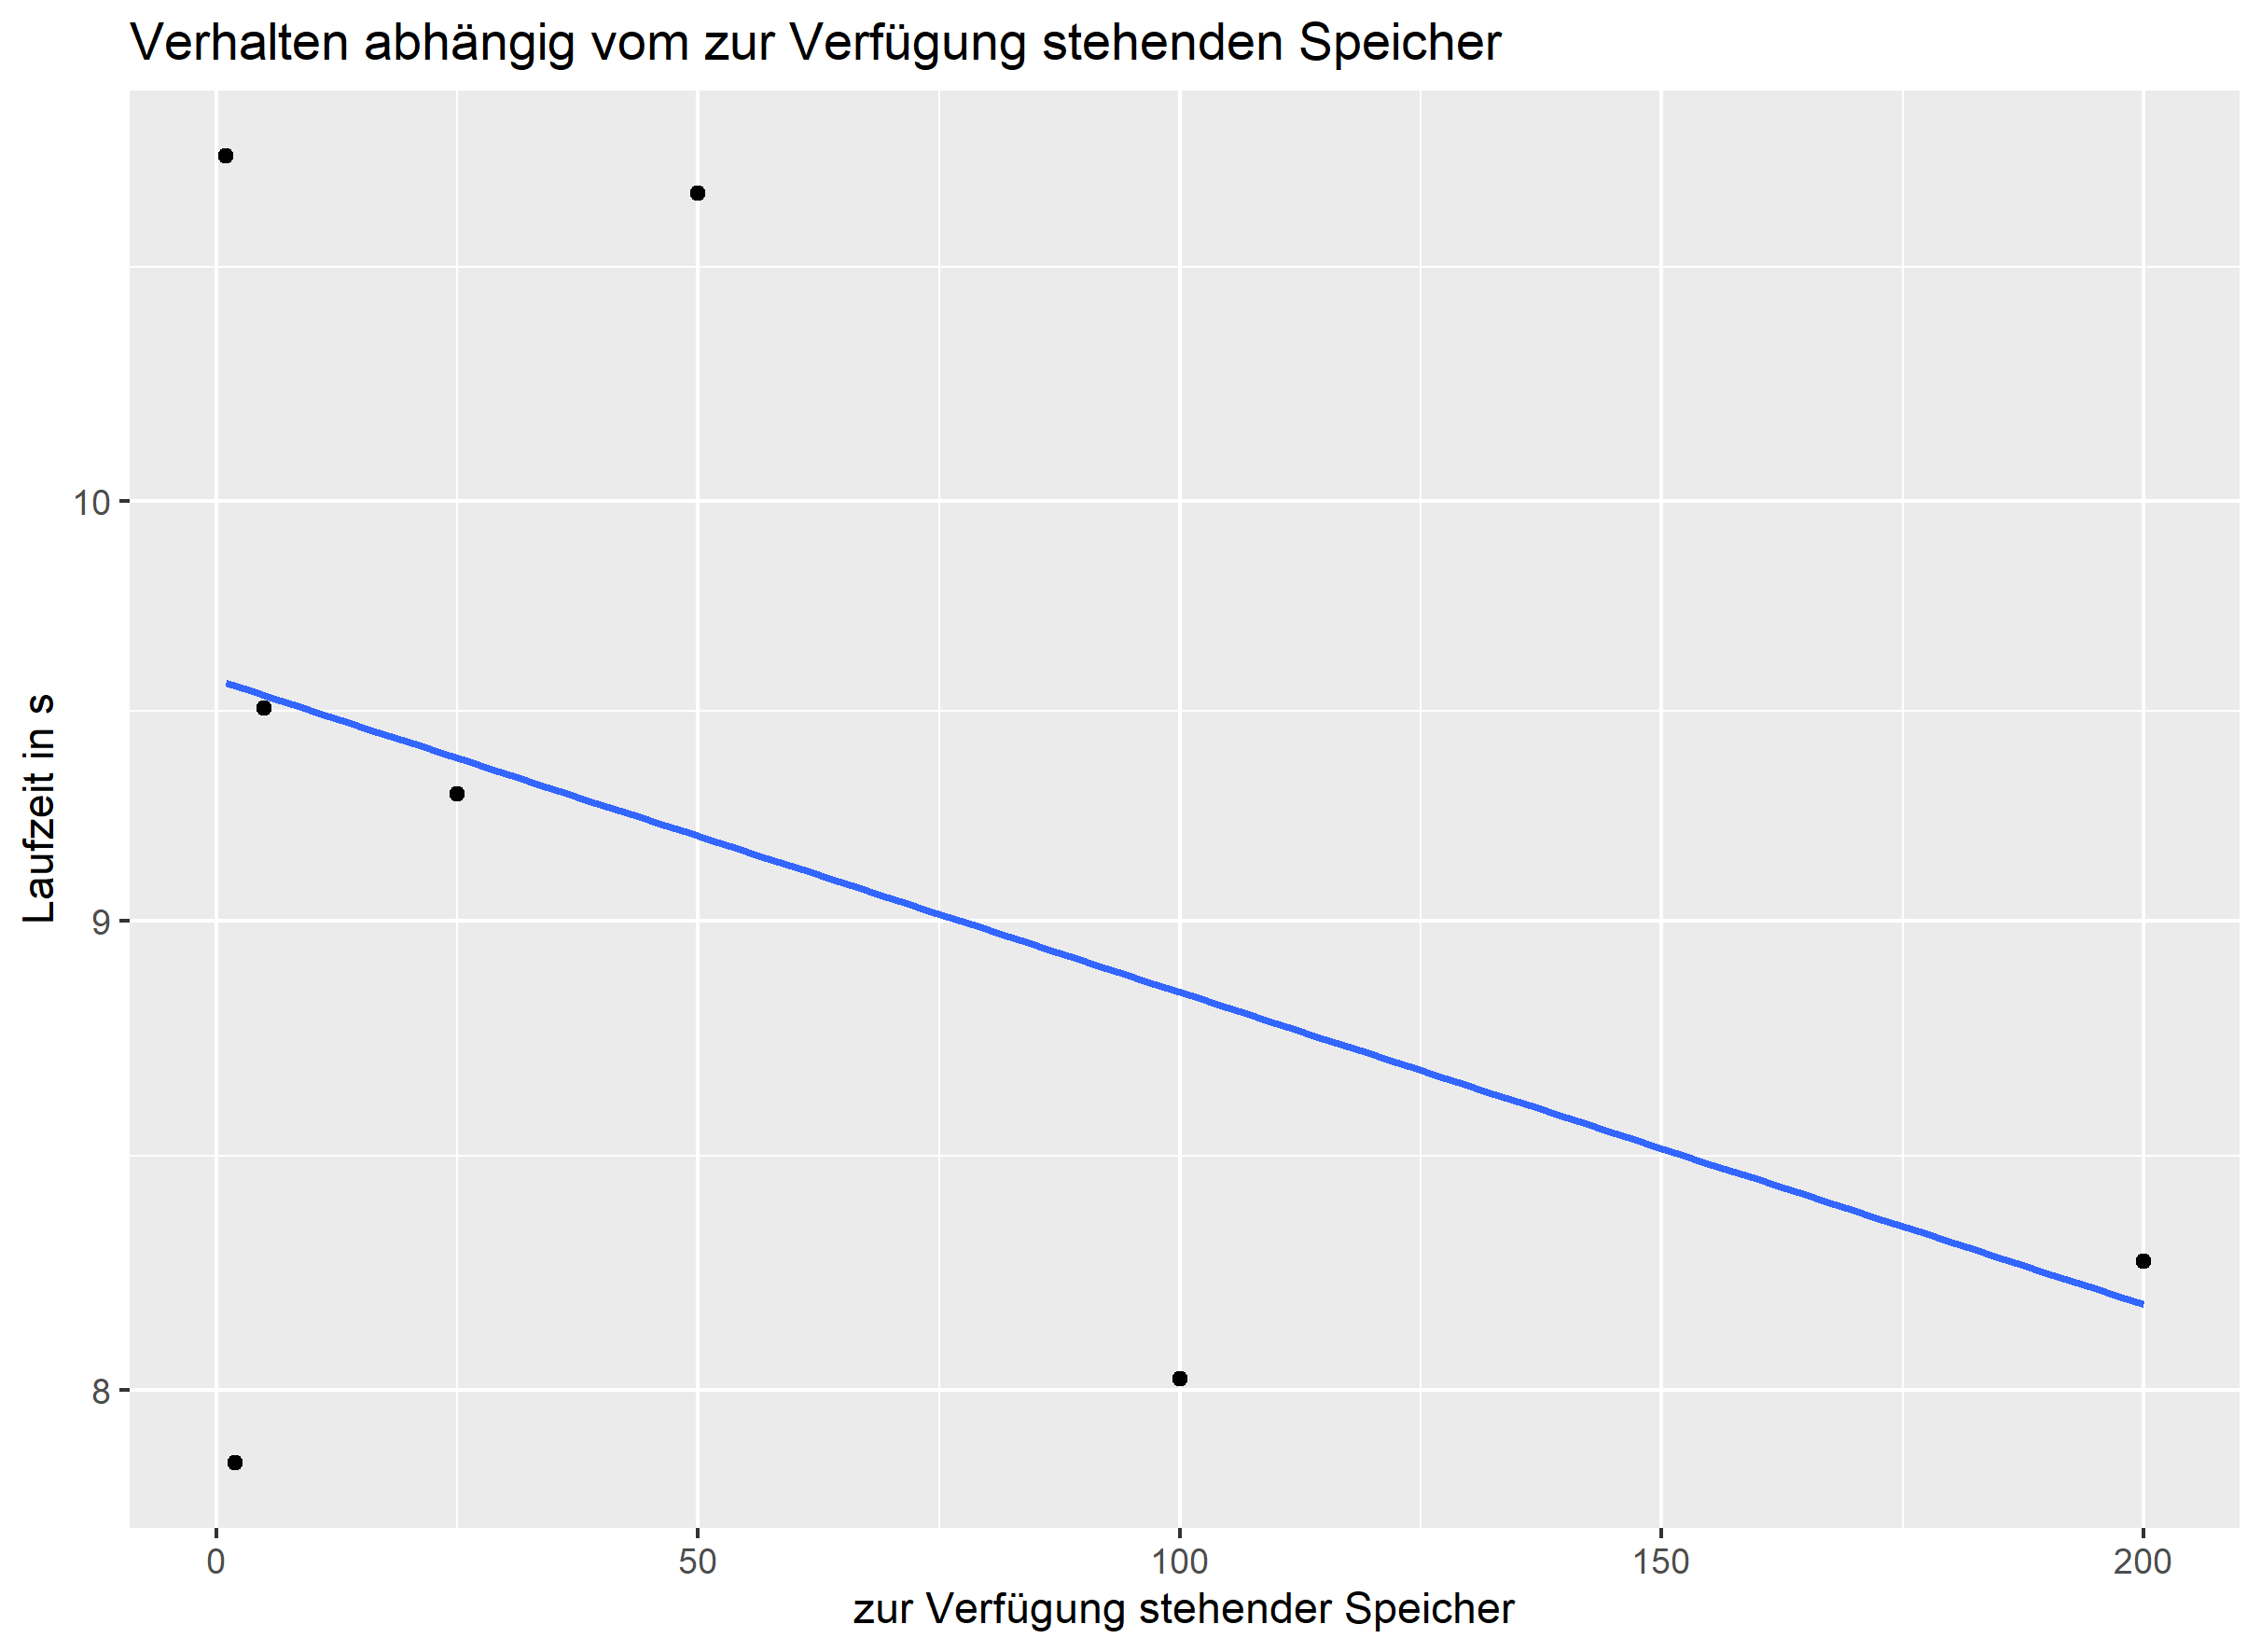 Verhalten abhängig vom zur Verfügung stehenden Speicher
Laufzeit in s
10
9
8
0 50 100 150 200
zur Verfügung stehender Speicher